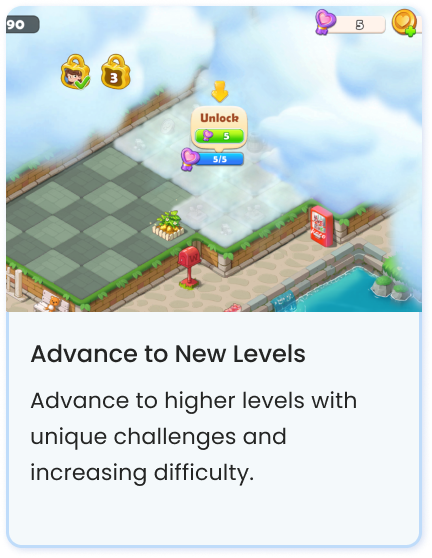 90
5
3
Unlock
5
5/5
Advance to New Levels
Advance to higher levels with
unique challenges and
increasing difficulty.